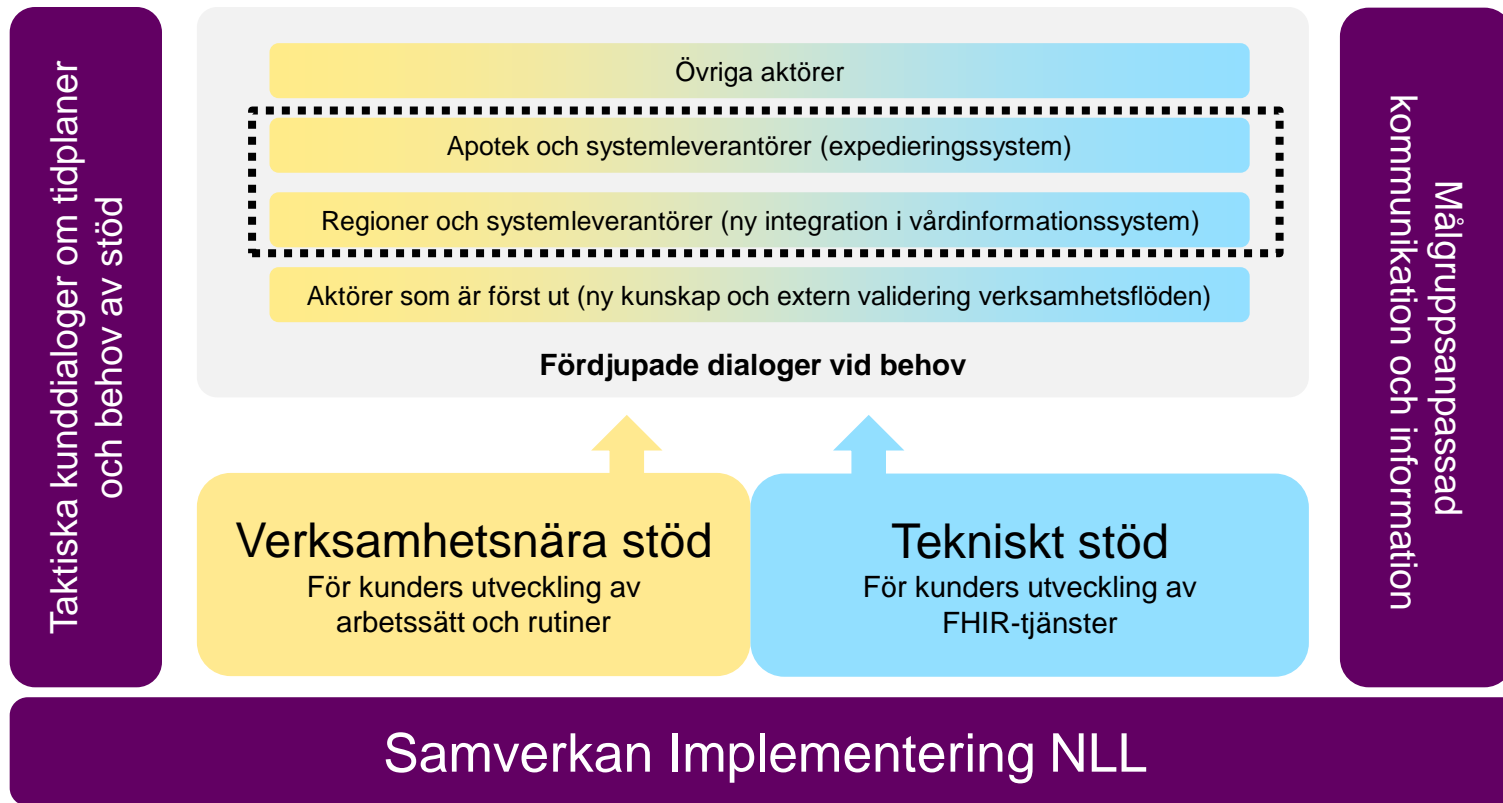 Taktiska kunddialoger om tidplaner
och behov av stöd
Övriga aktörer
Apotek och systemleverantörer (expedieringssystem)
Regioner och systemleverantörer (ny integration i vårdinformationssystem)
Aktörer som är först ut (ny kunskap och extern validering verksamhetsflöden)
Fördjupade dialoger vid behov
Målgruppsanpassad
kommunikation och information
Verksamhetsnära stöd
För kunders utveckling av
arbetssätt och rutiner
Tekniskt stöd
För kunders utveckling av
FHIR-tjänster
Samverkan Implementering NLL